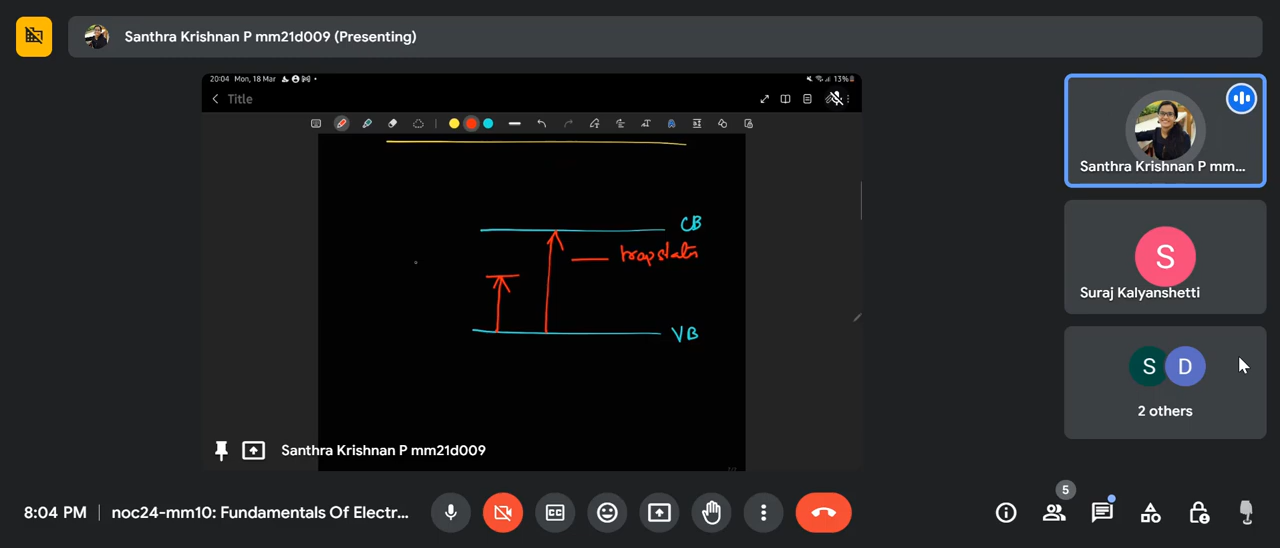 Santhra Krishnan P mm21d009 (Presenting)
20:04 Mon, 18 Mar
13%
Title
CB
trap states
VB
Santhra Krishnan P mm21d009
Santhra Krishnan P mm...
S
Suraj Kalyanshetti
S D
2 others
5
8:04 PM | noc24-mm10: Fundamentals Of Electr...